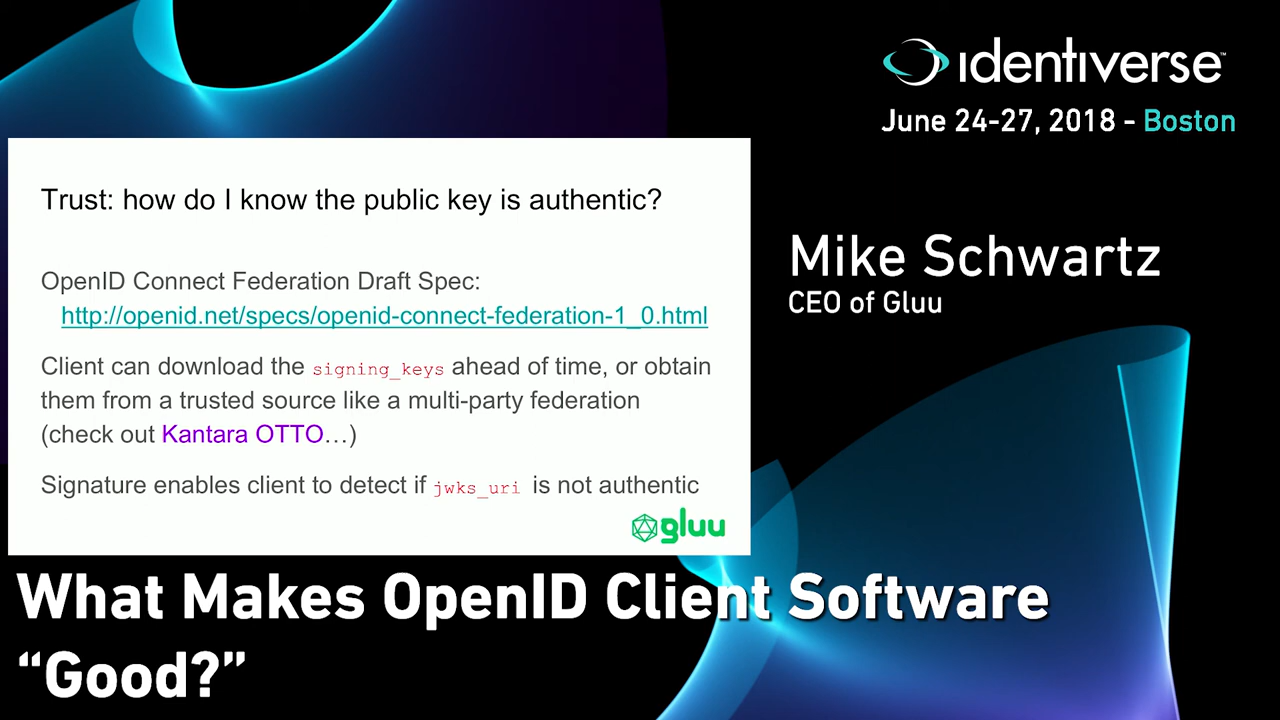 identiverse™
June 24-27, 2018 - Boston
Trust: how do I know the public key is authentic?
OpenID Connect Federation Draft Spec:
http://openid.net/specs/openid-connect-federation-1_0.html
Client can download the signing_keys ahead of time, or obtain
them from a trusted source like a multi-party federation
(check out Kantara OTTO…)
Signature enables client to detect if jwks_uri is not authentic
gluu
Mike Schwartz
CEO of Gluu
What Makes OpenID Client Software
“Good?”